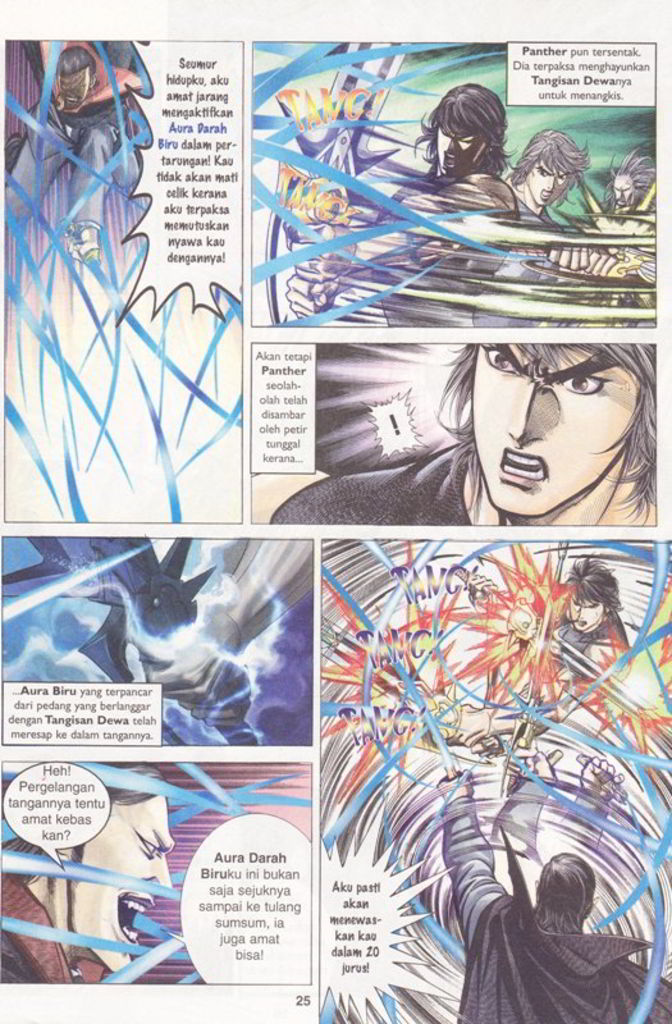 Seumur
hidupku, aku
amat jarang
mengaktifkan
Aura Darah
Biru dalam per-
tarungan! Kau
tidak akan mati
celik kerana
aku terpaksa
memutuskan
nyawa kau
dengannya!
Panther pun tersentak.
Dia terpaksa menghayunkan
Tangisan Dewanya
untuk menangkis.
TANG!
TANG!
Akan tetapi
Panther
seolah-
olah telah
disambar
oleh petir
tunggal
kerana...
!
...Aura Biru yang terpancar
dari pedang yang berlanggar
dengan Tangisan Dewa telah
meresap ke dalam tangannya.
Heh!
Pergelangan
tangannya tentu
amat kebas
kan?
Aura Darah
Biruku ini bukan
saja sejuknya
sampai ke tulang
sumsum, ia
juga amat
bisa!
TANG!
TANG!
TANG!
Aku pasti
akan
menewas-
kan kau
dalam 20
jurus!
25